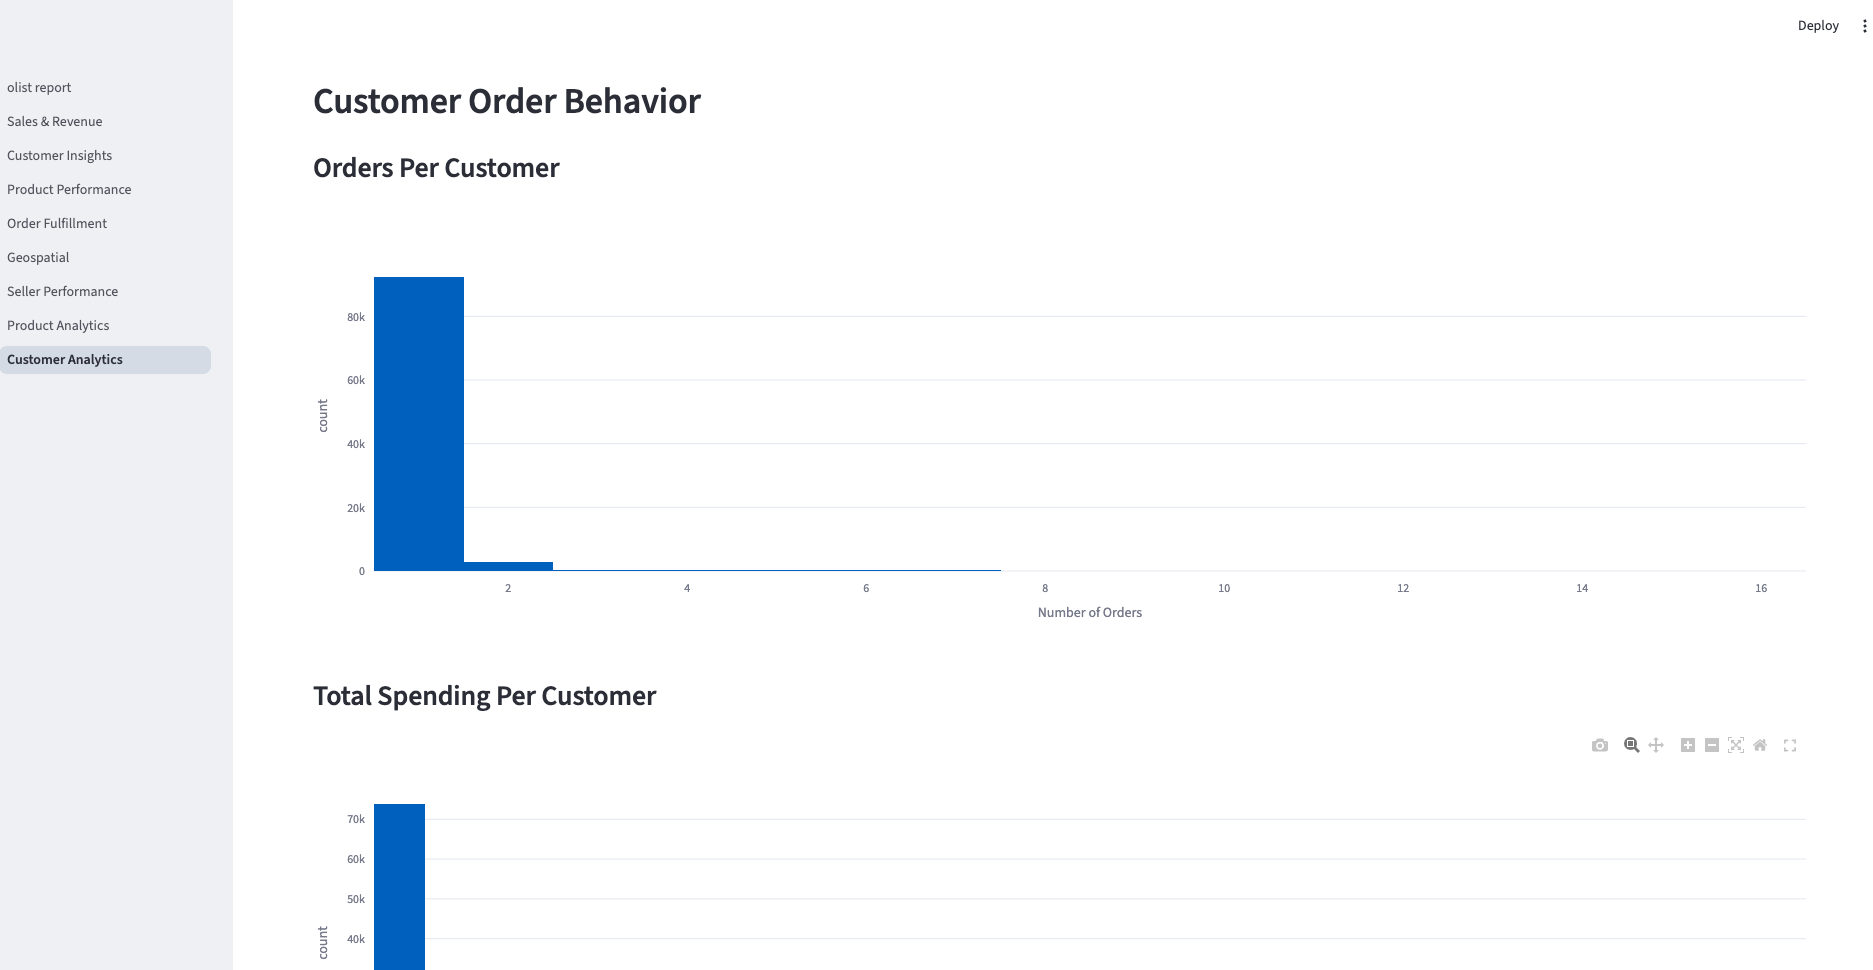 Deploy
olist report
Sales & Revenue
Customer Insights
Product Performance
Order Fulfillment
Geospatial
Seller Performance
Product Analytics
Customer Analytics
Customer Order Behavior
Orders Per Customer
80k
60k
40k
20k
0
count
2 4 6 8 10 12 14 16
Number of Orders
Total Spending Per Customer
70k
60k
50k
40k
count